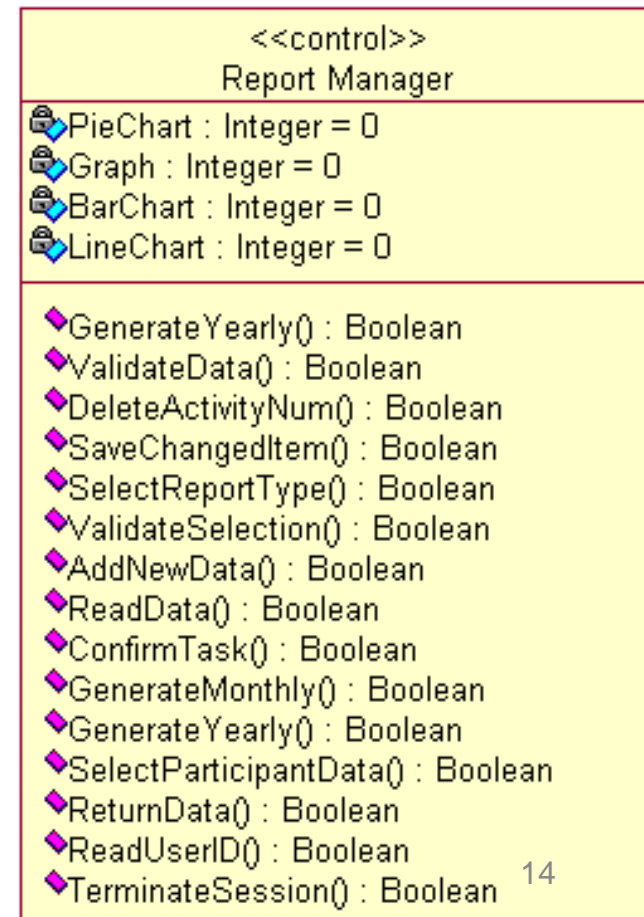 <<control>>
Report Manager
PieChart : Integer = 0
Graph : Integer = 0
BarChart : Integer = 0
LineChart : Integer = 0
GenerateYearly() : Boolean
ValidateData() : Boolean
DeleteActivityNum() : Boolean
SaveChangedItem() : Boolean
SelectReportType() : Boolean
ValidateSelection() : Boolean
AddNewData() : Boolean
ReadData() : Boolean
ConfirmTask() : Boolean
GenerateMonthly() : Boolean
GenerateYearly() : Boolean
SelectParticipantData() : Boolean
ReturnData() : Boolean
ReadUserID() : Boolean
TerminateSession() : Boolean
14